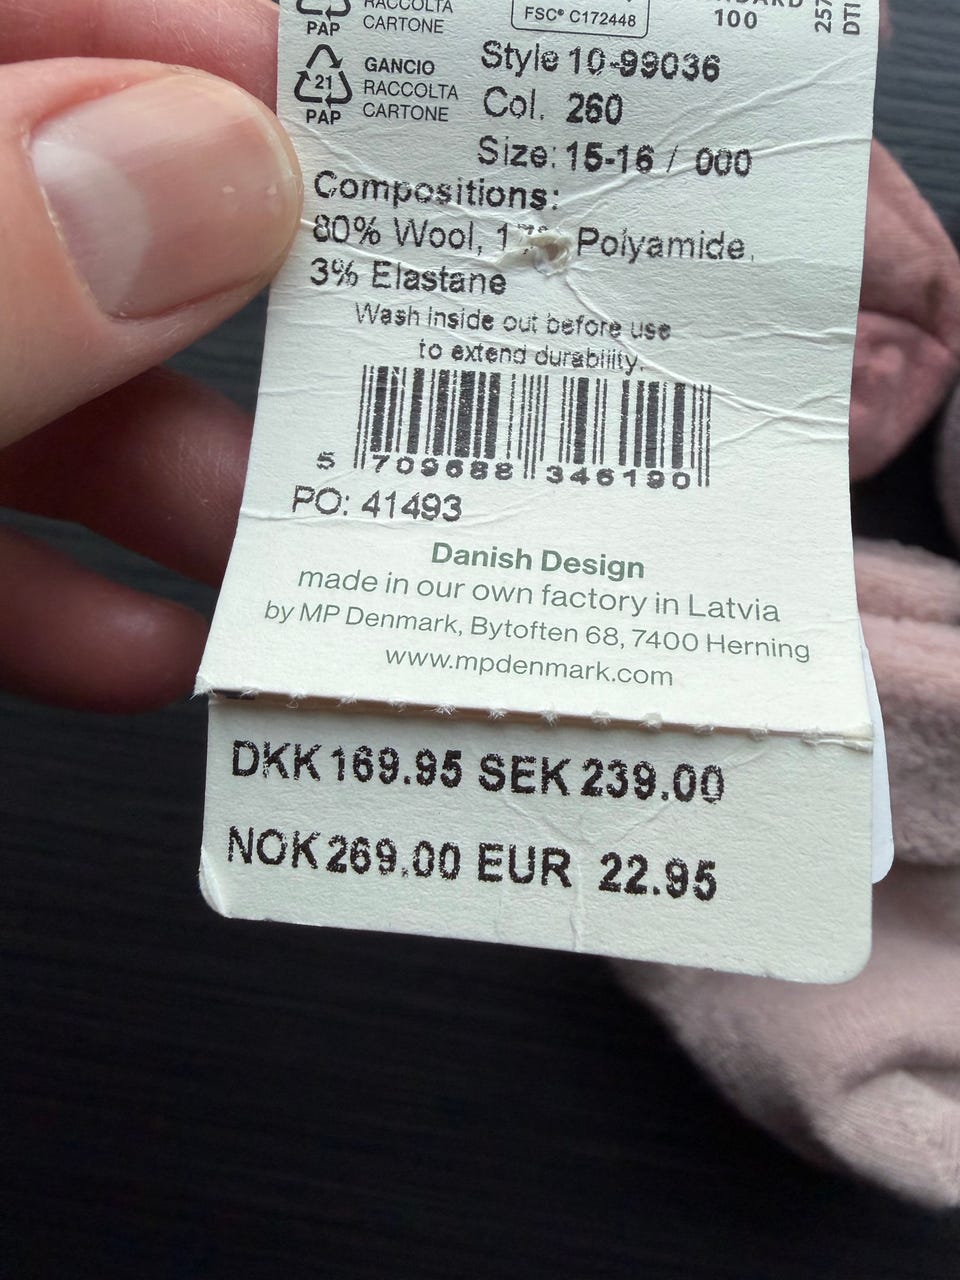 PAP
RACCOLTA
CARTONE
FSC® C172448
100
257
DTI
21
PAP
GANCIO
RACCOLTA
CARTONE
Style 10-99036
Col. 260
Size: 15-16 / 000
Compositions:
80% Wool, Polyamide,
3% Elastane
Wash inside out before use
to extend durability.
5 709688 346190
PO: 41493
Danish Design
made in our own factory in Latvia
by MP Denmark, Bytoften 68, 7400 Herning
www.mpdenmark.com
DKK 169.95 SEK 239.00
NOK 269.00 EUR 22.95